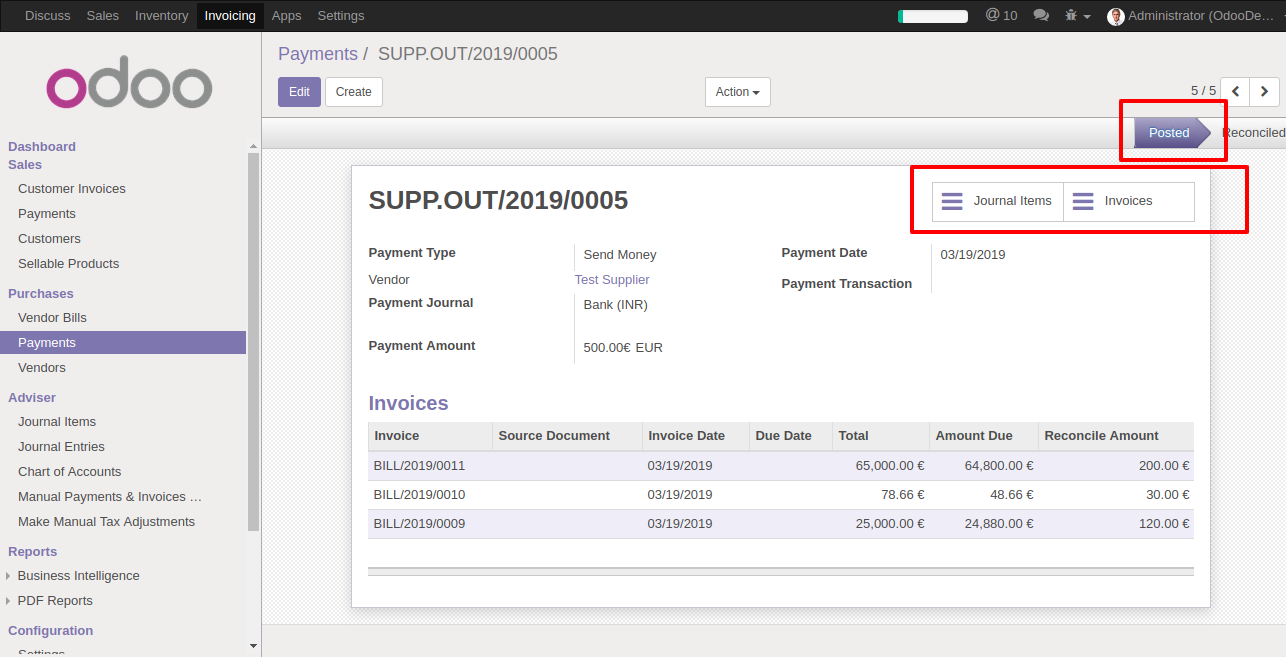 Discuss Sales Inventory Invoicing Apps Settings @ 10 Administrator (OdooDe...
odoo
Payments / SUPP.OUT/2019/0005
Edit Create Action 5 / 5
Posted Reconciled
Dashboard
Sales
Customer Invoices
Payments
Customers
Sellable Products
Purchases
Vendor Bills
Payments
Vendors
Adviser
Journal Items
Journal Entries
Chart of Accounts
Manual Payments & Invoices ...
Make Manual Tax Adjustments
Reports
Business Intelligence
PDF Reports
Configuration
Settings
SUPP.OUT/2019/0005
Journal Items Invoices
Payment Type Send Money Payment Date 03/19/2019
Vendor Test Supplier Payment Transaction
Payment Journal Bank (INR)
Payment Amount 500.00€ EUR
Invoices
Invoice Source Document Invoice Date Due Date Total Amount Due Reconcile Amount
BILL/2019/0011 03/19/2019 65,000.00 € 64,800.00 € 200.00 €
BILL/2019/0010 03/19/2019 78.66 € 48.66 € 30.00 €
BILL/2019/0009 03/19/2019 25,000.00 € 24,880.00 € 120.00 €